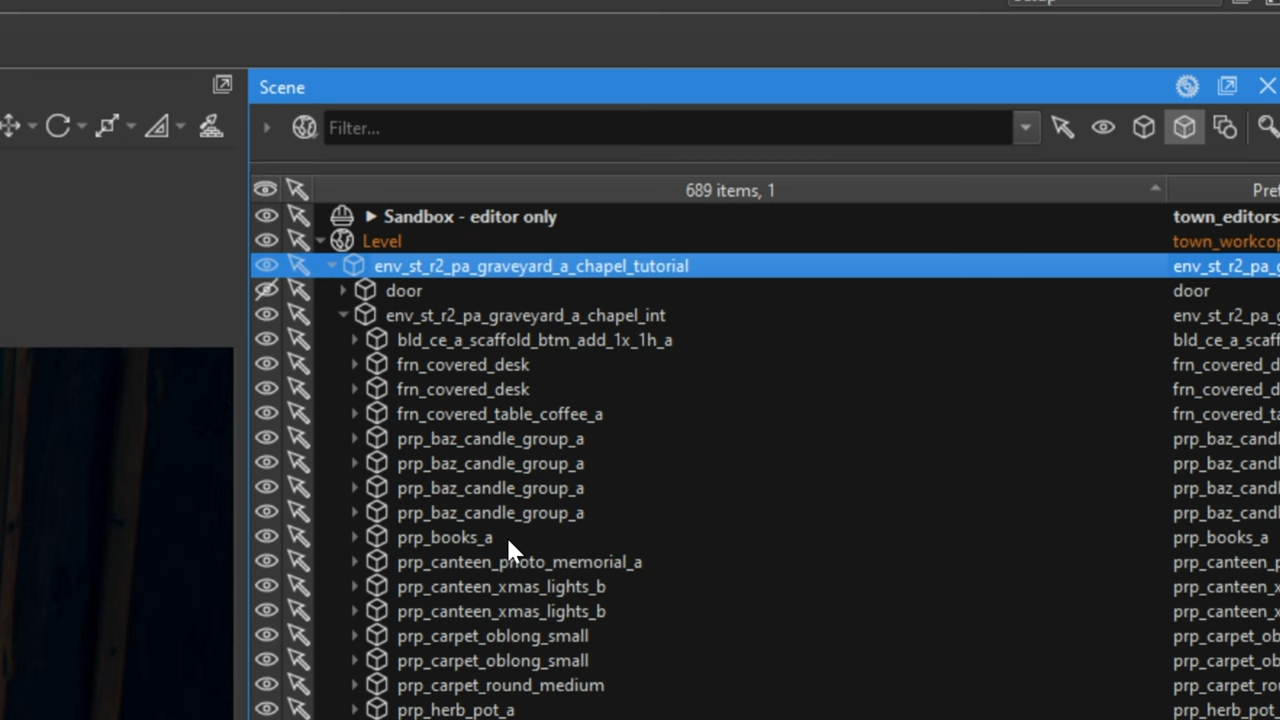 Scene
Filter...
689 items, 1
Sandbox - editor only town_editors
Level town_workcop
env_st_r2_pa_graveyard_a_chapel_tutorial env_st_r2_pa_g
door door
env_st_r2_pa_graveyard_a_chapel_int env_st_r2_pa_g
bld_ce_a_scaffold_btm_add_1x_1h_a bld_ce_a_scaff
frn_covered_desk frn_covered_d
frn_covered_desk frn_covered_d
frn_covered_table_coffee_a frn_covered_ta
prp_baz_candle_group_a prp_baz_candl
prp_baz_candle_group_a prp_baz_candl
prp_baz_candle_group_a prp_baz_candl
prp_baz_candle_group_a prp_baz_candl
prp_books_a prp_books_a
prp_canteen_photo_memorial_a prp_canteen_p
prp_canteen_xmas_lights_b prp_canteen_x
prp_canteen_xmas_lights_b prp_canteen_x
prp_carpet_oblong_small prp_carpet_ob
prp_carpet_oblong_small prp_carpet_ob
prp_carpet_round_medium prp_carpet_rou
prp_herb_pot_a prp_herb_pot